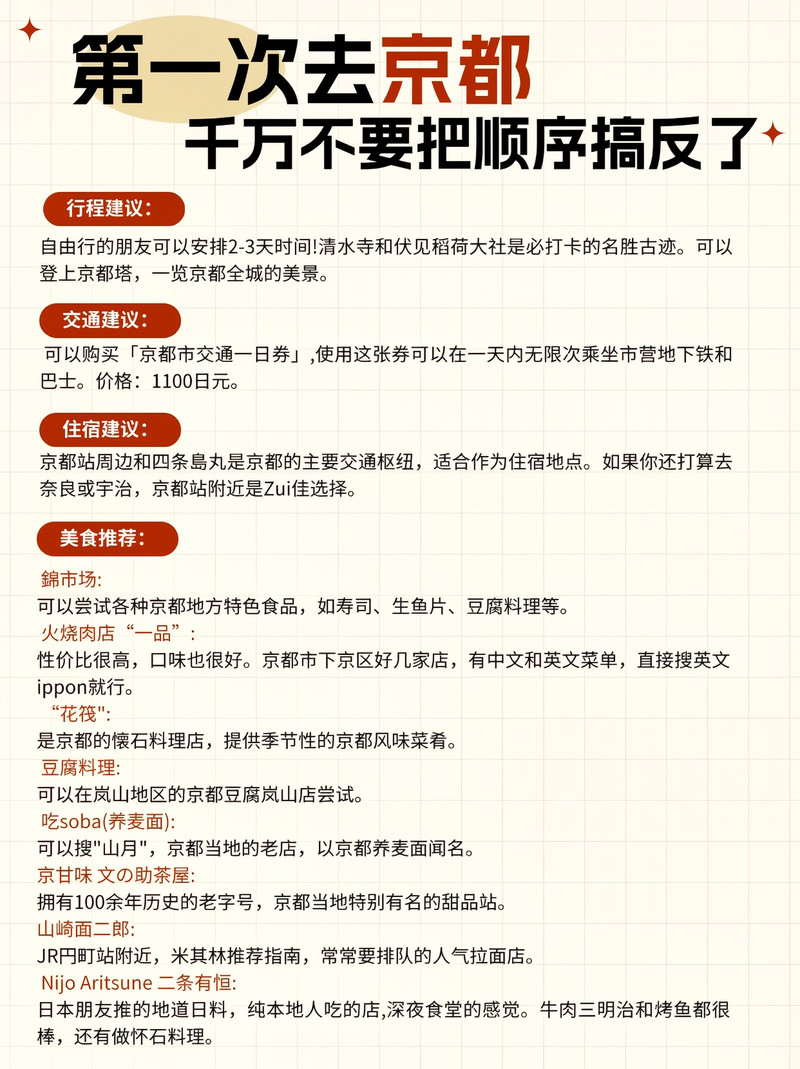 第一次去京都
千万不要把顺序搞反了
行程建议：
自由行的朋友可以安排2-3天时间!清水寺和伏见稻荷大社是必打卡的名胜古迹。可以
登上京都塔，一览京都全城的美景。
交通建议：
可以购买「京都市交通一日券」,使用这张券可以在一天内无限次乘坐市营地下铁和
巴士。价格：1100日元。
住宿建议：
京都站周边和四条島丸是京都的主要交通枢纽，适合作为住宿地点。如果你还打算去
奈良或宇治，京都站附近是Zui佳选择。
美食推荐：
錦市场:
可以尝试各种京都地方特色食品，如寿司、生鱼片、豆腐料理等。
火烧肉店“一品”:
性价比很高，口味也很好。京都市下京区好几家店，有中文和英文菜单，直接搜英文
ippon就行。
“花筏":
是京都的懐石料理店，提供季节性的京都风味菜肴。
豆腐料理:
可以在岚山地区的京都豆腐岚山店尝试。
吃soba(养麦面):
可以搜"山月"，京都当地的老店，以京都养麦面闻名。
京甘味 文の助茶屋:
拥有100余年历史的老字号，京都当地特别有名的甜品站。
山崎面二郎:
JR円町站附近，米其林推荐指南，常常要排队的人气拉面店。
Nijo Aritsune 二条有恒:
日本朋友推的地道日料，纯本地人吃的店,深夜食堂的感觉。牛肉三明治和烤鱼都很
棒，还有做怀石料理。